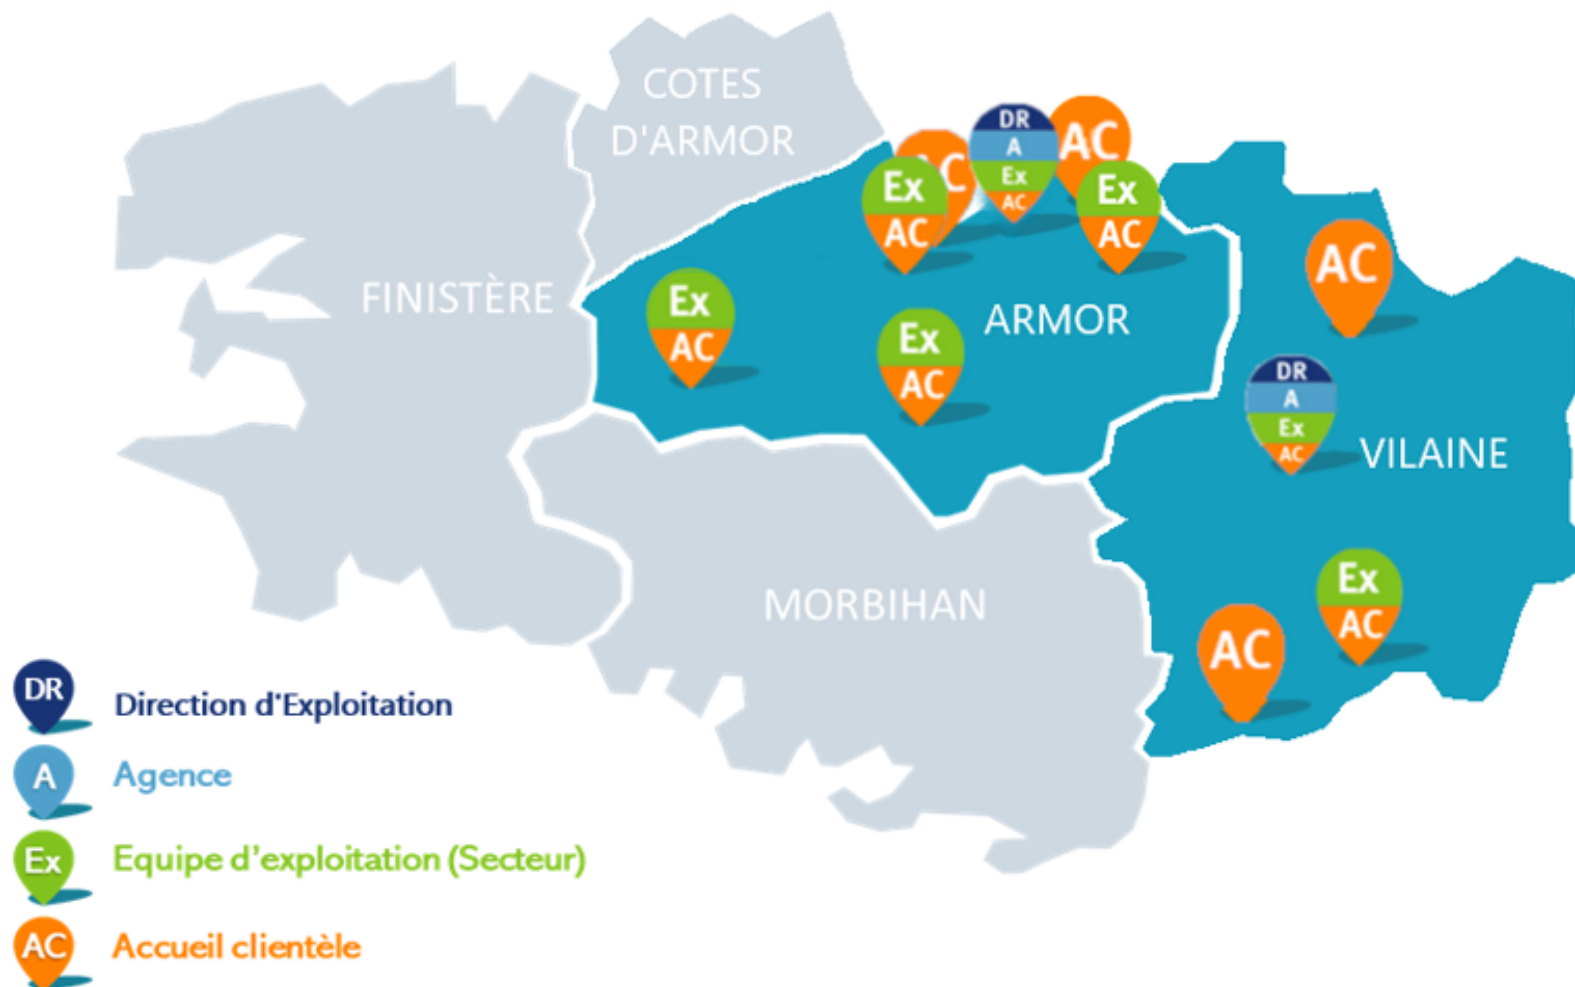 COTES
D'ARMOR
DR
A
Ex
AC
AC
AC
Ex
AC
Ex
AC
FINISTÈRE
Ex
AC
Ex
AC
ARMOR
AC
DR
A
Ex
AC
VILAINE
MORBIHAN
Ex
AC
AC
DR Direction d'Exploitation
A Agence
Ex Equipe d'exploitation (Secteur)
AC Accueil clientèle